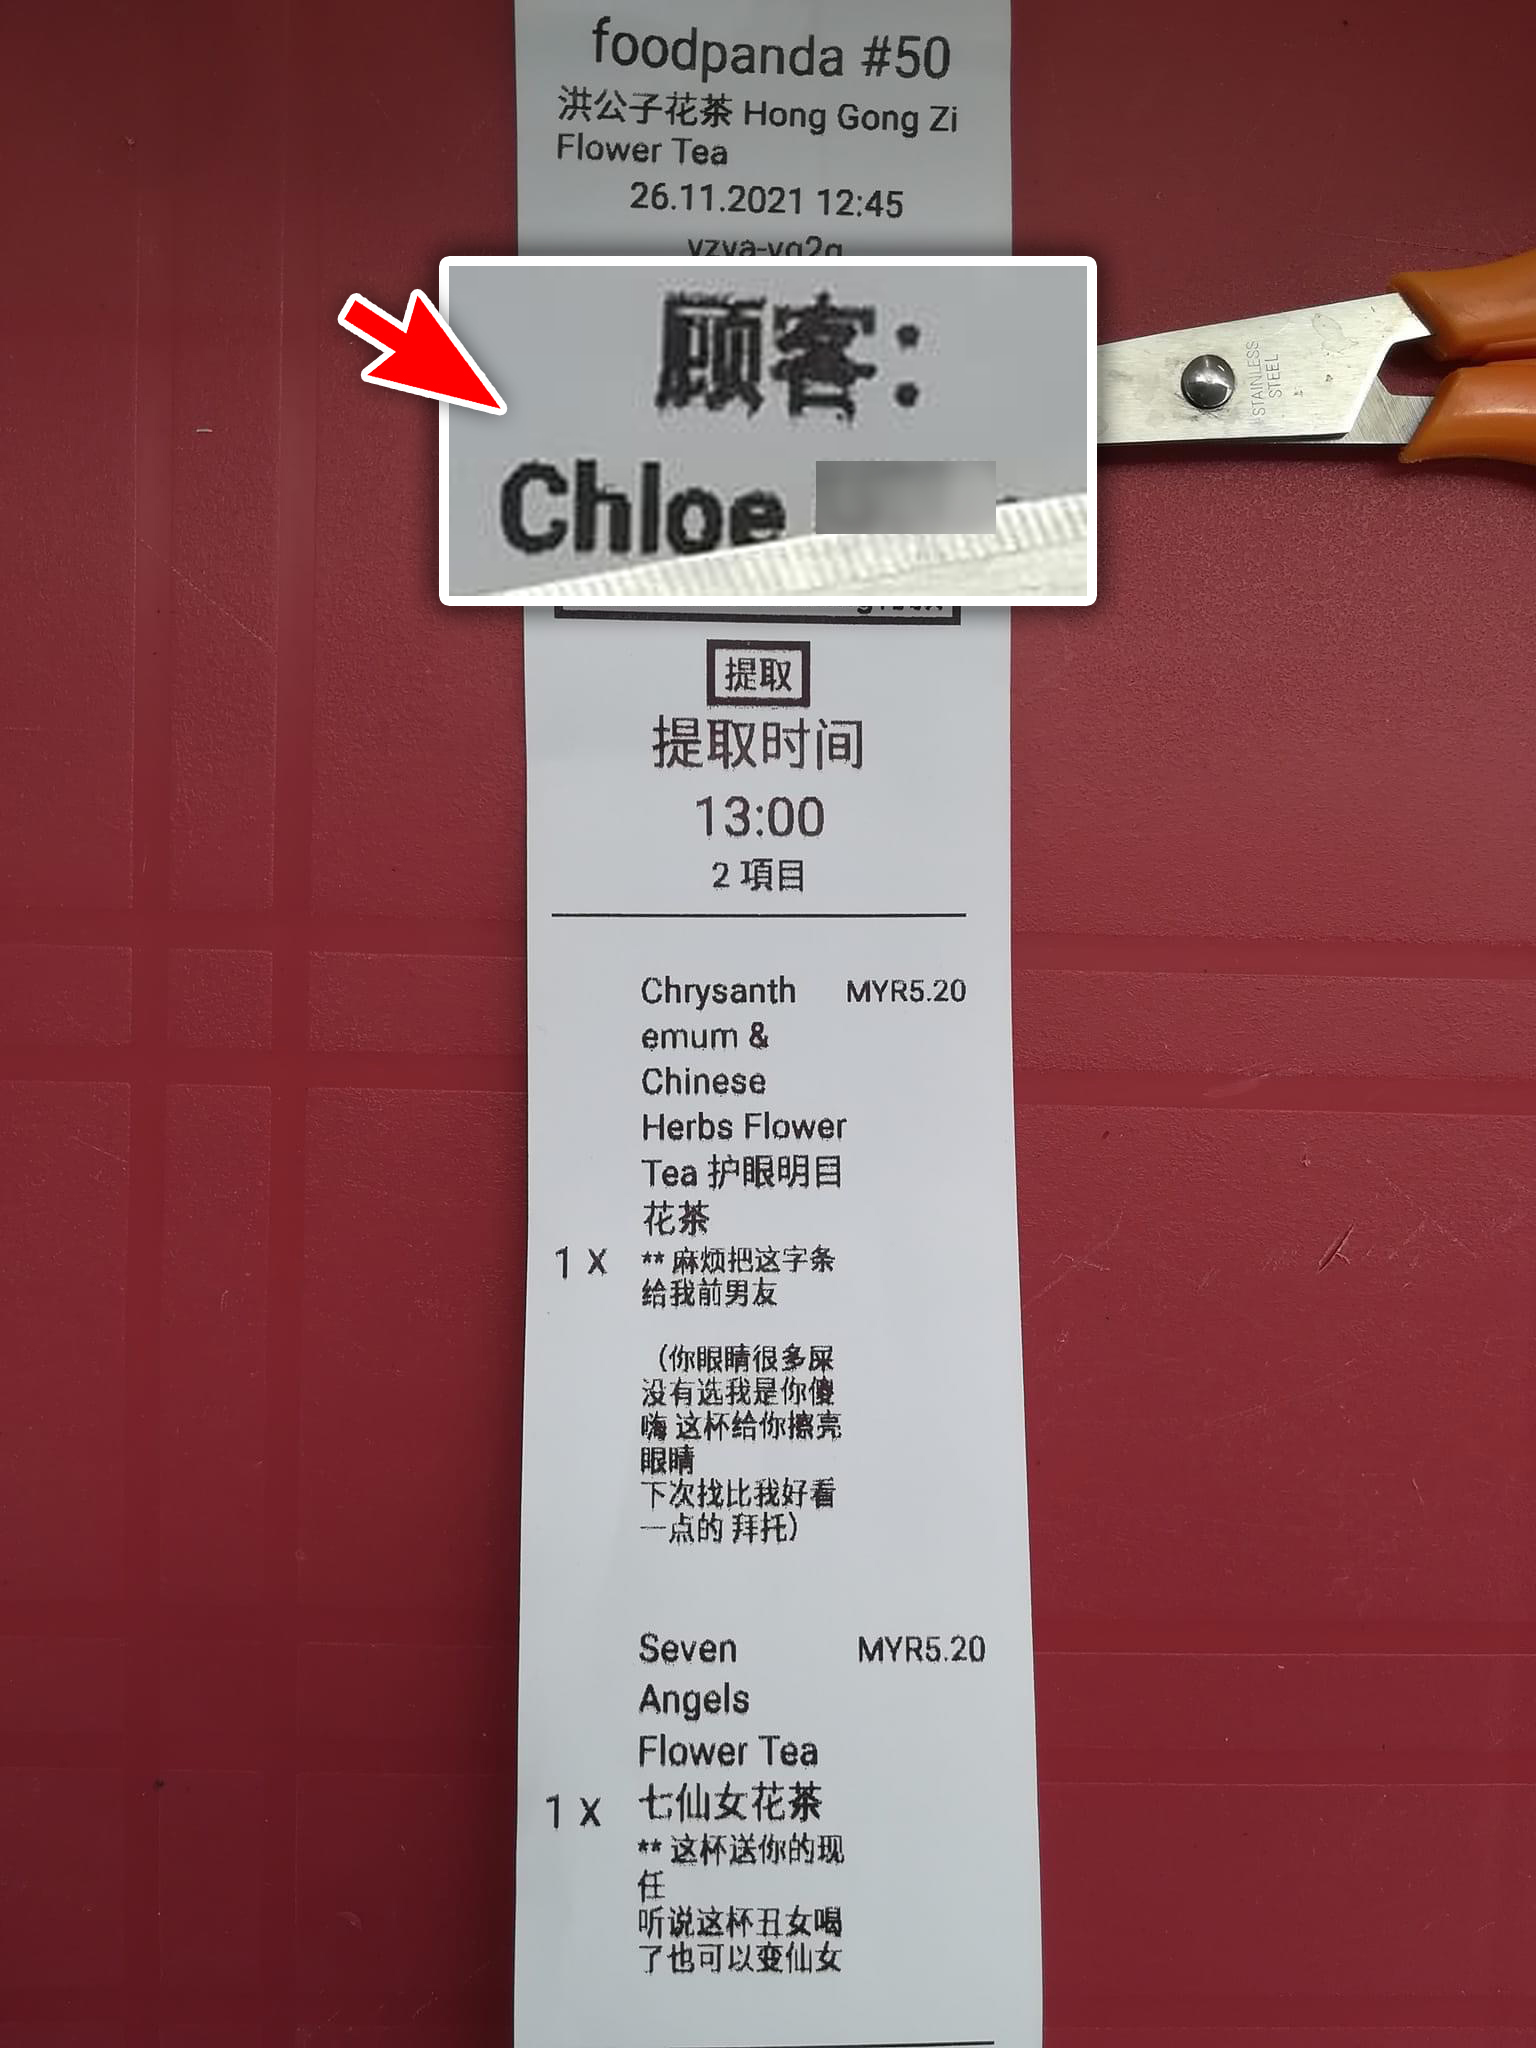 foodpanda #50
洪公子花茶 Hong Gong Zi
Flower Tea
26.11.2021 12:45
顾客：
Chloe
STAINLESS
STEEL
提取
提取时间
13:00
2 項目
Chrysanth MYR5.20
emum &
Chinese
Herbs Flower
Tea 护眼明目
花茶
1 X ** 麻烦把这字条
给我前男友
（你眼睛很多屎
没有选我是你傻
嗨 这杯给你擦亮
眼睛
下次找比我好看
一点的 拜托）
Seven MYR5.20
Angels
Flower Tea
1 X 七仙女花茶
** 这杯送你的现
任
听说这杯丑女喝
了也可以变仙女